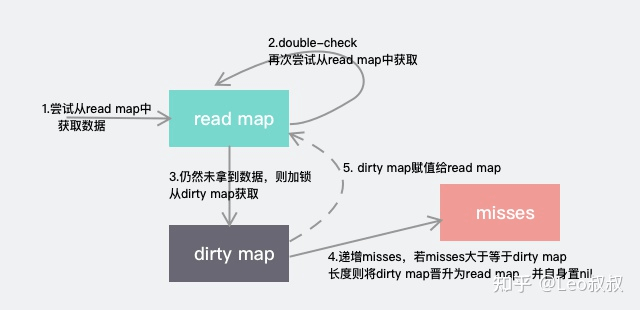 2.double-check
再次尝试从read map中获取
1.尝试从read map中
获取数据
read map
3.仍然未拿到数据，则加锁
从dirty map获取
5. dirty map赋值给read map
misses
dirty map
4.递增misses，若misses大于等于dirty map
长度则将dirty map晋升为read map，并自身置nil
知乎 @Leo叔叔